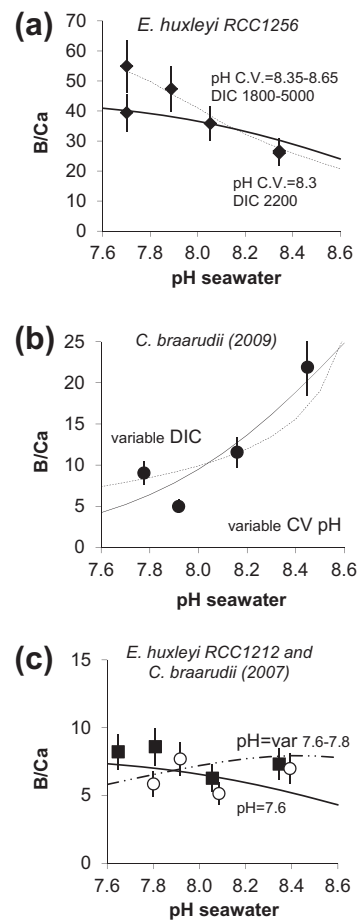 (a)
E. huxleyi RCC1256
70
60
50
40
30
20
10
0
B/Ca
pH C.V.=8.35-8.65
DIC 1800-5000
pH C.V.=8.3
DIC 2200
7.6 7.8 8.0 8.2 8.4 8.6
pH seawater
(b)
C. braarudii (2009)
25
20
15
10
5
0
B/Ca
variable DIC
variable CV pH
7.6 7.8 8.0 8.2 8.4 8.6
pH seawater
(c)
E. huxleyi RCC1212 and
C. braarudii (2007)
15
10
5
0
B/Ca
pH=var 7.6-7.8
pH=7.6
7.6 7.8 8.0 8.2 8.4 8.6
pH seawater